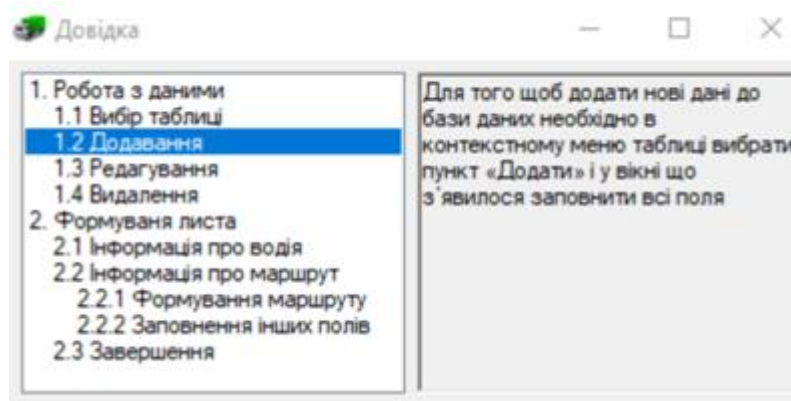 Довідка
1. Робота з даними
1.1 Вибір таблиці
1.2 Додавання
1.3 Редагування
1.4 Видалення
2. Формуваня листа
2.1 Інформація про водія
2.2 Інформація про маршрут
2.2.1 Формування маршруту
2.2.2 Заповнення інших полів
2.3 Завершення
Для того щоб додати нові дані до
бази даних необхідно в
контекстному меню таблиці вибрати
пункт «Додати» і у вікні що
з`явилося заповнити всі поля